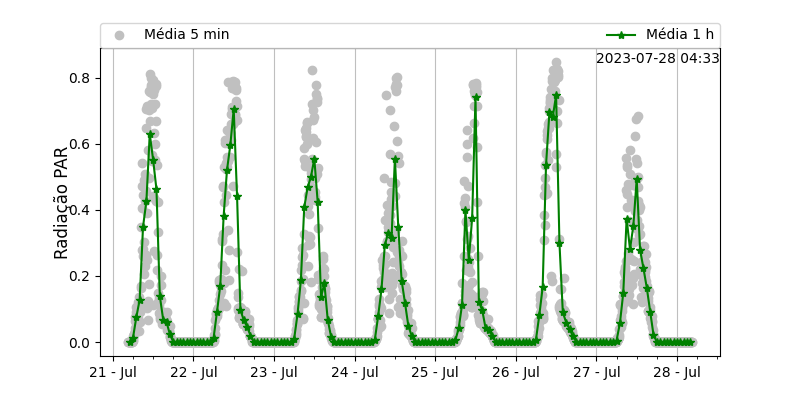 Média 5 min
Média 1 h
2023-07-28 04:33
Radiação PAR
0.8
0.6
0.4
0.2
0.0
21 - Jul
22 - Jul
23 - Jul
24 - Jul
25 - Jul
26 - Jul
27 - Jul
28 - Jul